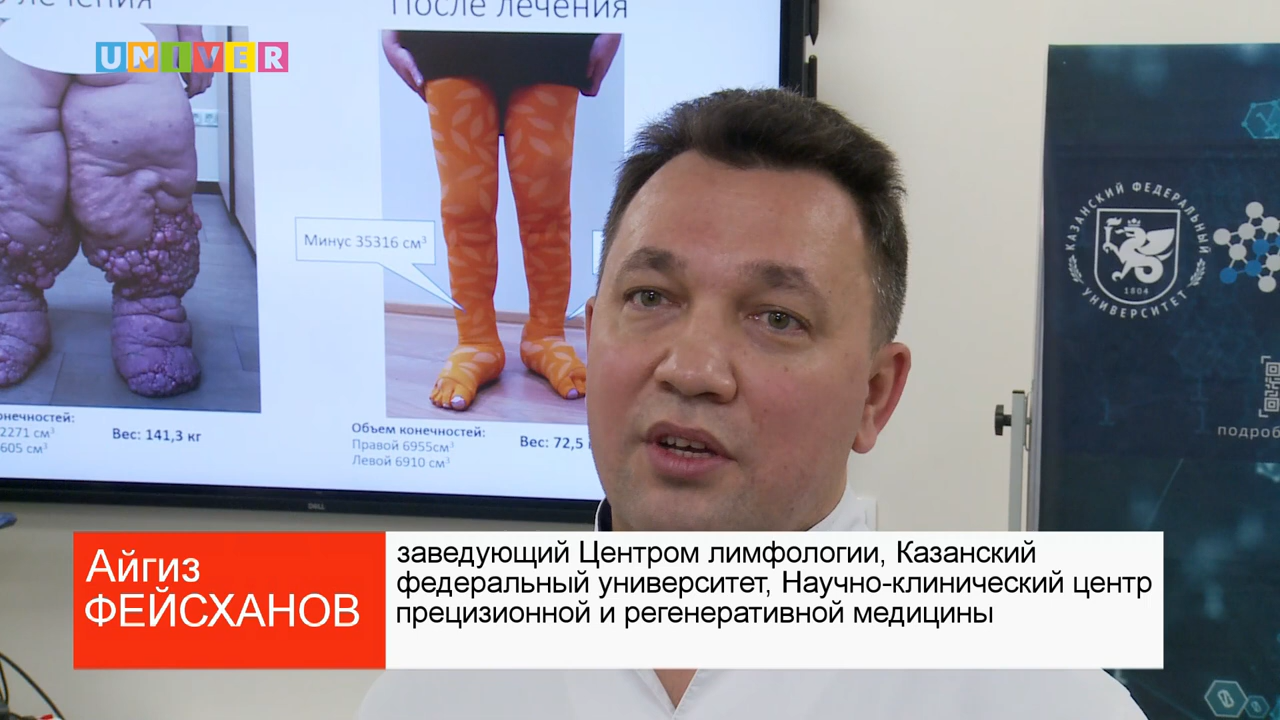 После лечения
лечения
UNIVER
Минус 35316 см³
конечностей:
2271 см³
605 см³
Вес: 141,3 кг
Объем конечностей:
Правой 6955см³
Левой 6910 см³
Вес: 72,5
DELL
КАЗАНСКИЙ ФЕДЕРАЛЬНЫЙ
УНИВЕРСИТЕТ
1804
Айгиз
ФЕЙСХАНОВ
заведующий Центром лимфологии, Казанский
федеральный университет, Научно-клинический центр
прецизионной и регенеративной медицины